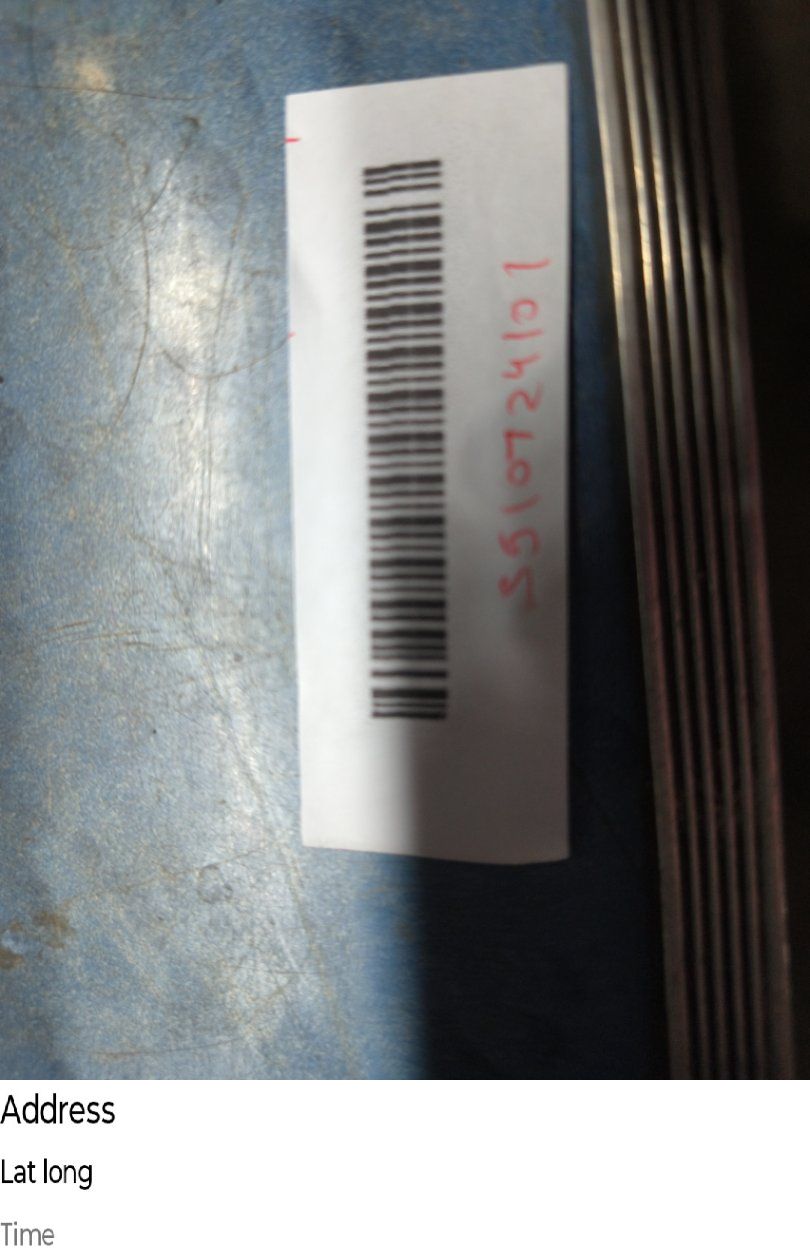 5510724101
Address
Lat long
Time